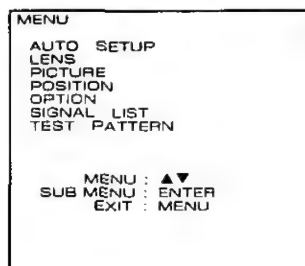 MENU
AUTO SETUP
LENS
PICTURE
POSITION
OPTION
SIGNAL LIST
TEST PATTERN
MENU : ▲▼
SUB MENU : ENTER
EXIT : MENU